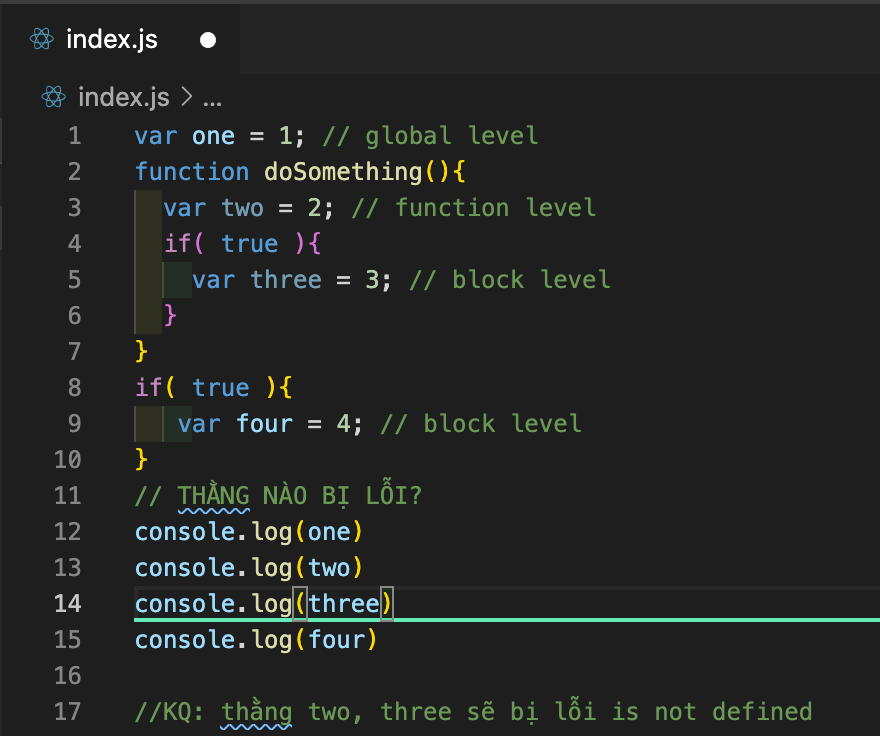 index.js
index.js > ...
1 var one = 1; // global level
2 function doSomething(){
3 var two = 2; // function level
4 if( true ){
5 var three = 3; // block level
6 }
7 }
8 if( true ){
9 var four = 4; // block level
10 }
11 // THẰNG NÀO BỊ LỖI?
12 console.log(one)
13 console.log(two)
14 console.log(three)
15 console.log(four)
16
17 //KQ: thằng two, three sẽ bị lỗi is not defined